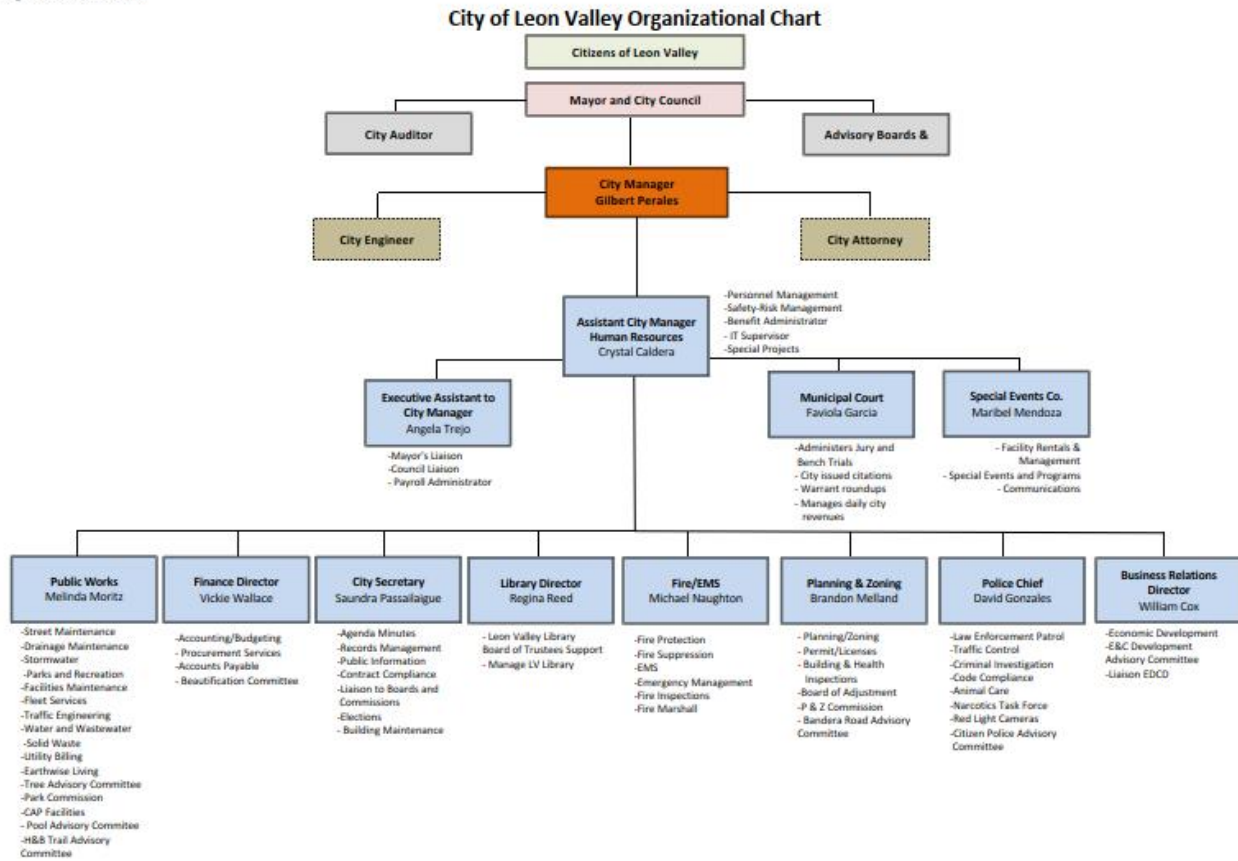 City of Leon Valley Organizational Chart
Citizens of Leon Valley
Mayor and City Council
City Auditor
Advisory Boards &
City Manager
Gilbert Perales
City Engineer
City Attorney
Assistant City Manager
Human Resources
Crystal Caldera
-Personnel Management
-Safety-Risk Management
-Benefit Administrator
- IT Supervisor
-Special Projects
Executive Assistant to
City Manager
Angela Trejo
-Mayor's Liaison
-Council Liaison
- Payroll Administrator
Municipal Court
Faviola Garcia
-Administers Jury and
Bench Trials
- City issued citations
- Warrant roundups
- Manages daily city
revenues
Special Events Co.
Maribel Mendoza
- Facility Rentals &
Management
- Special Events and Programs
- Communications
Public Works
Melinda Moritz
-Street Maintenance
-Drainage Maintenance
-Stormwater
-Parks and Recreation
-Facilities Maintenance
-Fleet Services
-Traffic Engineering
-Water and Wastewater
-Solid Waste
-Utility Billing
-Earthwise Living
-Tree Advisory Committee
-Park Commission
-CAP Facilities
- Pool Advisory Commitee
-H&B Trail Advisory
Committee
Finance Director
Vickie Wallace
-Accounting/Budgeting
- Procurement Services
-Accounts Payable
- Beautification Committee
City Secretary
Saundra Passailaigue
-Agenda Minutes
-Records Management
-Public Information
-Contract Compliance
-Liaison to Boards and
Commissions
-Elections
- Building Maintenance
Library Director
Regina Reed
- Leon Valley Library
Board of Trustees Support
- Manage LV Library
Fire/EMS
Michael Naughton
-Fire Protection
-Fire Suppression
-EMS
-Emergency Management
-Fire Inspections
-Fire Marshall
Planning & Zoning
Brandon Melland
- Planning/Zoning
- Permit/Licenses
- Building & Health
Inspections
-Board of Adjustment
-P & Z Commission
- Bandera Road Advisory
Committee
Police Chief
David Gonzales
-Law Enforcement Patrol
-Traffic Control
-Criminal Investigation
-Code Compliance
-Animal Care
-Narcotics Task Force
-Red Light Cameras
-Citizen Police Advisory
Committee
Business Relations
Director
William Cox
-Economic Development
-E&C Development
Advisory Committee
-Liaison EDCD